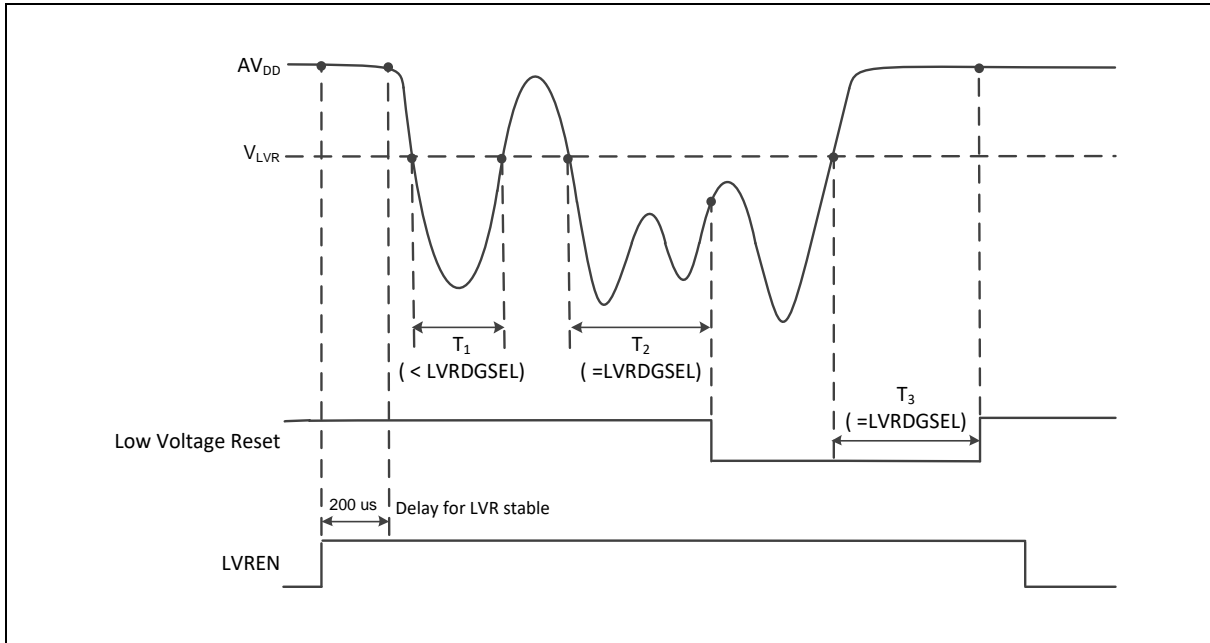 AVDD
VLVR
T1
( < LVRDGSEL)
T2
( =LVRDGSEL)
T3
( =LVRDGSEL)
Low Voltage Reset
200 us
Delay for LVR stable
LVREN